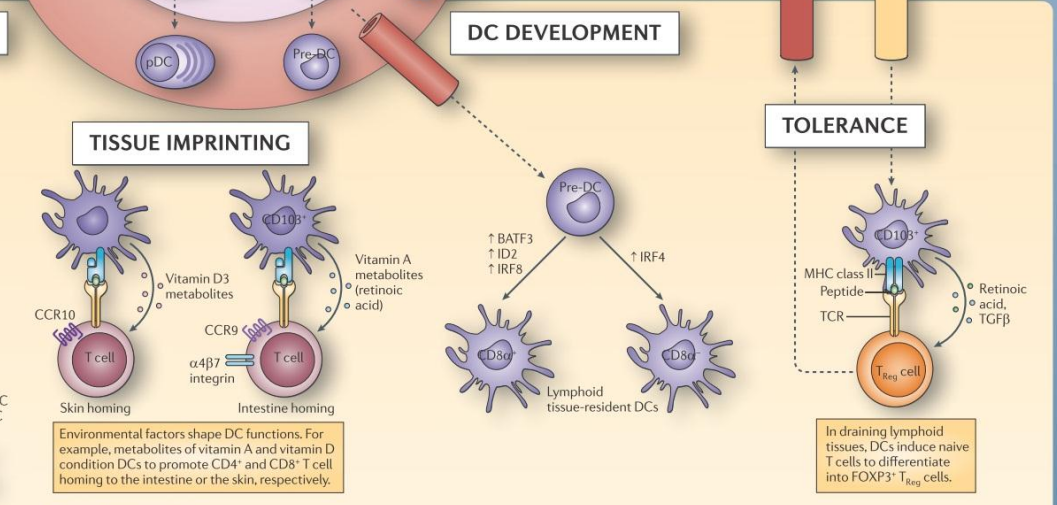 DC DEVELOPMENT
pDC
Pre-DC
TISSUE IMPRINTING
TOLERANCE
Pre-DC
CD103⁺
CD103⁺
↑ BATF3
↑ ID2
↑ IRF8
↑ IRF4
Vitamin D3
metabolites
Vitamin A
metabolites
(retinoic
acid)
MHC class II
Peptide
TCR
Retinoic
acid,
TGFβ
CCR10
T cell
CCR9
α4β7
integrin
T cell
CD8α⁺
CD8α⁻
T Reg cell
Lymphoid
tissue-resident DCs
Skin homing
Intestine homing
C
C
Environmental factors shape DC functions. For
example, metabolites of vitamin A and vitamin D
condition DCs to promote CD4⁺ and CD8⁺ T cell
homing to the intestine or the skin, respectively.
In draining lymphoid
tissues, DCs induce naive
T cells to differentiate
into FOXP3⁺ T Reg cells.